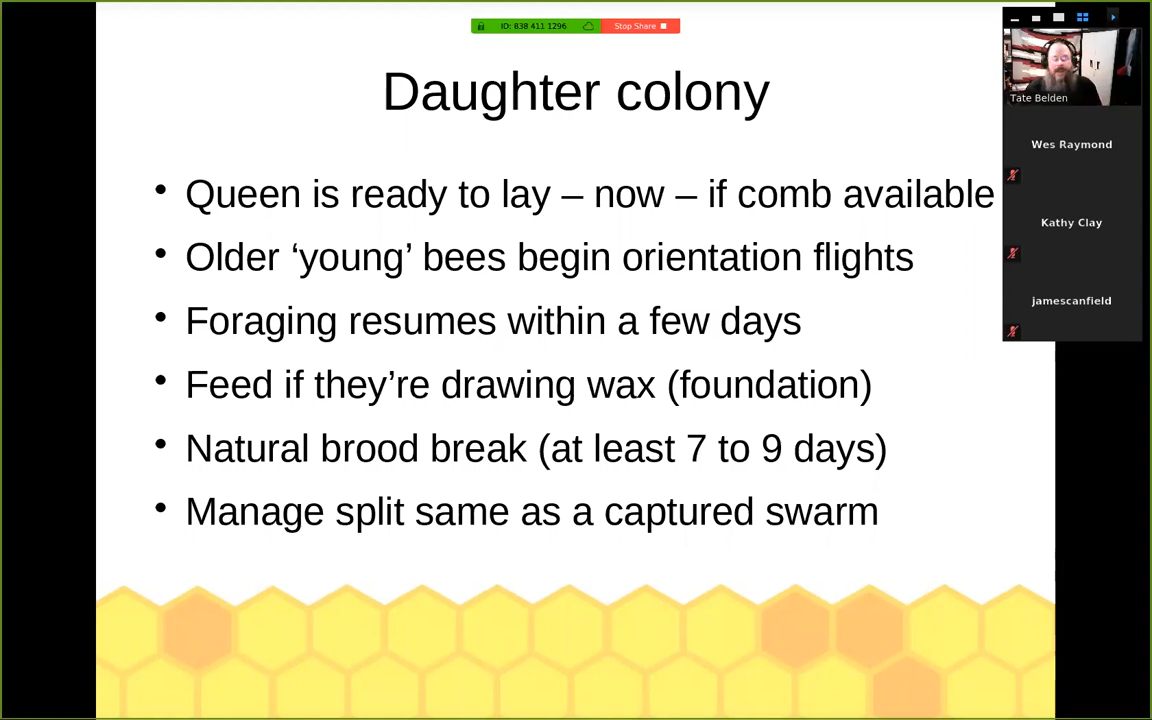 ID: 838 411 1296 Stop Share
Daughter colony
• Queen is ready to lay – now – if comb available
• Older ‘young’ bees begin orientation flights
• Foraging resumes within a few days
• Feed if they’re drawing wax (foundation)
• Natural brood break (at least 7 to 9 days)
• Manage split same as a captured swarm
Tate Belden
Wes Raymond
Kathy Clay
jamescanfield